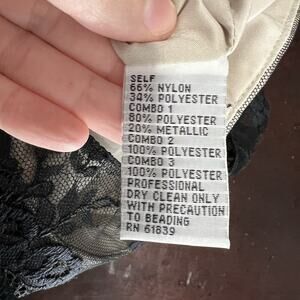 SELF
66% NYLON
34% POLYESTER
COMBO 1
80% POLYESTER
20% METALLIC
COMBO 2
100% POLYESTER
COMBO 3
100% POLYESTER
PROFESSIONAL
DRY CLEAN ONLY
WITH PRECAUTION
TO BEADING
RN 61839